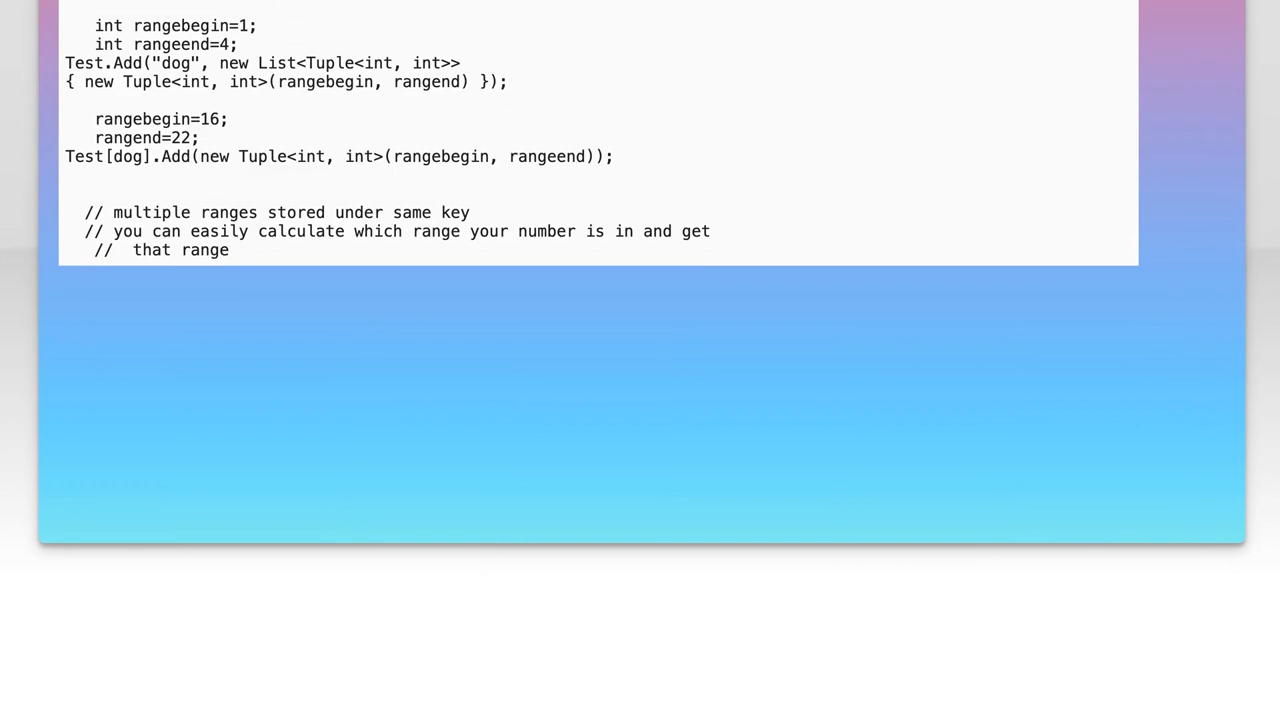 int rangebegin=1;
int rangeend=4;
Test.Add("dog", new List<Tuple<int, int>>
{ new Tuple<int, int>(rangebegin, rangend) });
rangebegin=16;
rangend=22;
Test[dog].Add(new Tuple<int, int>(rangebegin, rangeend));
// multiple ranges stored under same key
// you can easily calculate which range your number is in and get
// that range